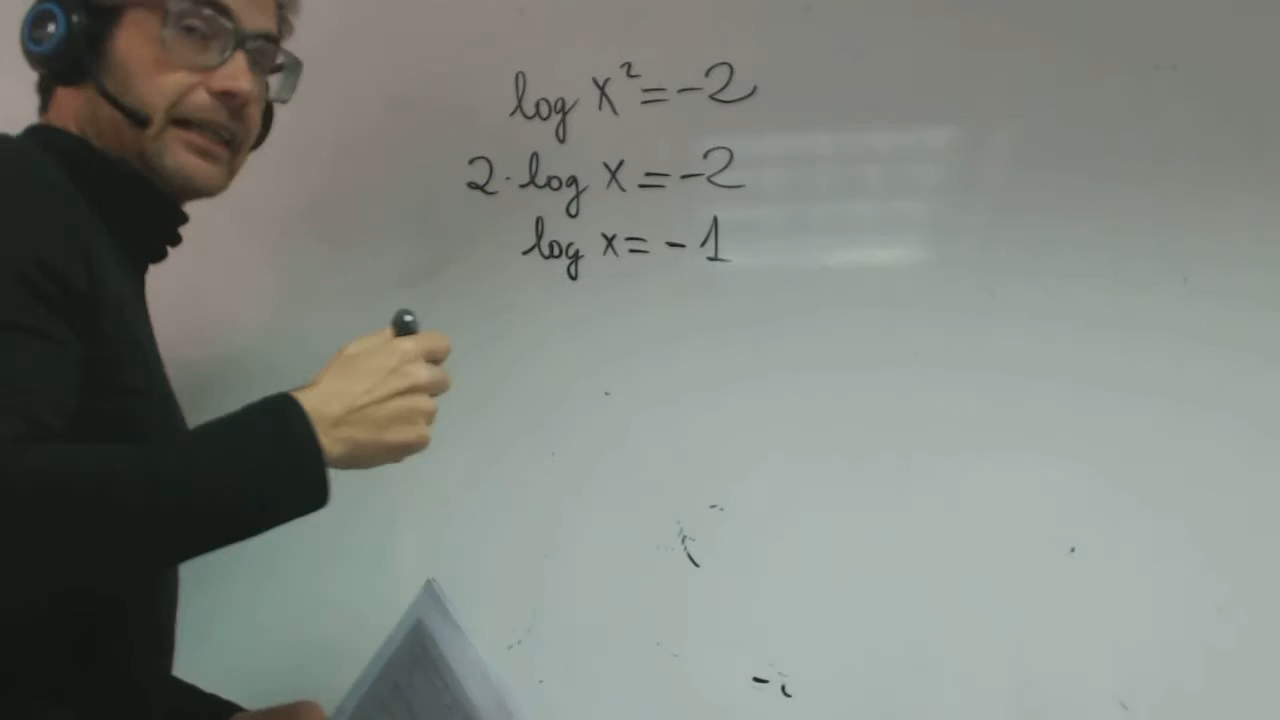 log x² = -2
2·log x = -2
log x = -1